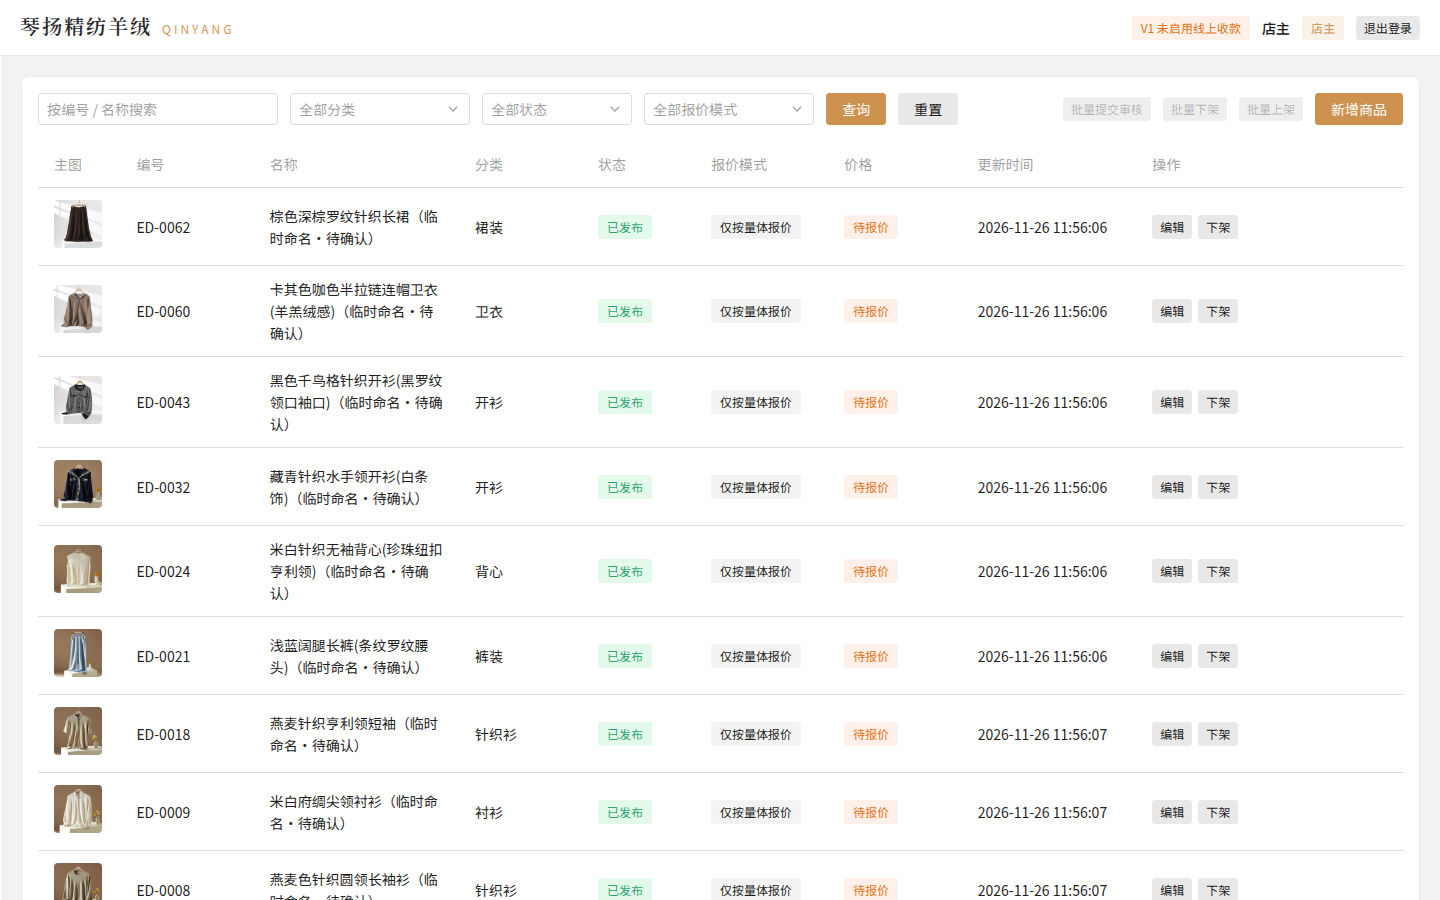 琴扬精纺羊绒 QINYANG
V1 未启用线上收款 店主 店主 退出登录
按编号 / 名称搜索 全部分类 全部状态 全部报价模式 查询 重置 批量提交审核 批量下架 批量上架 新增商品
主图 编号 名称 分类 状态 报价模式 价格 更新时间 操作
ED-0062 棕色深棕罗纹针织长裙（临 裙装 已发布 仅按量体报价 待报价 2026-11-26 11:56:06 编辑 下架
时命名・待确认）
卡其色咖色半拉链连帽卫衣
ED-0060 (羊羔绒感)（临时命名・待 卫衣 已发布 仅按量体报价 待报价 2026-11-26 11:56:06 编辑 下架
确认）
黑色千鸟格针织开衫(黑罗纹
ED-0043 领口袖口)（临时命名・待确 开衫 已发布 仅按量体报价 待报价 2026-11-26 11:56:06 编辑 下架
认）
ED-0032 藏青针织水手领开衫(白条 开衫 已发布 仅按量体报价 待报价 2026-11-26 11:56:06 编辑 下架
饰)（临时命名・待确认）
米白针织无袖背心(珍珠纽扣
ED-0024 亨利领)（临时命名・待确 背心 已发布 仅按量体报价 待报价 2026-11-26 11:56:06 编辑 下架
认）
ED-0021 浅蓝阔腿长裤(条纹罗纹腰 裤装 已发布 仅按量体报价 待报价 2026-11-26 11:56:06 编辑 下架
头)（临时命名・待确认）
ED-0018 燕麦针织亨利领短袖（临时 针织衫 已发布 仅按量体报价 待报价 2026-11-26 11:56:07 编辑 下架
命名・待确认）
ED-0009 米白府绸尖领衬衫（临时命 衬衫 已发布 仅按量体报价 待报价 2026-11-26 11:56:07 编辑 下架
名・待确认）
ED-0008 燕麦色针织圆领长袖衫（临 针织衫 已发布 仅按量体报价 待报价 2026-11-26 11:56:07 编辑 下架